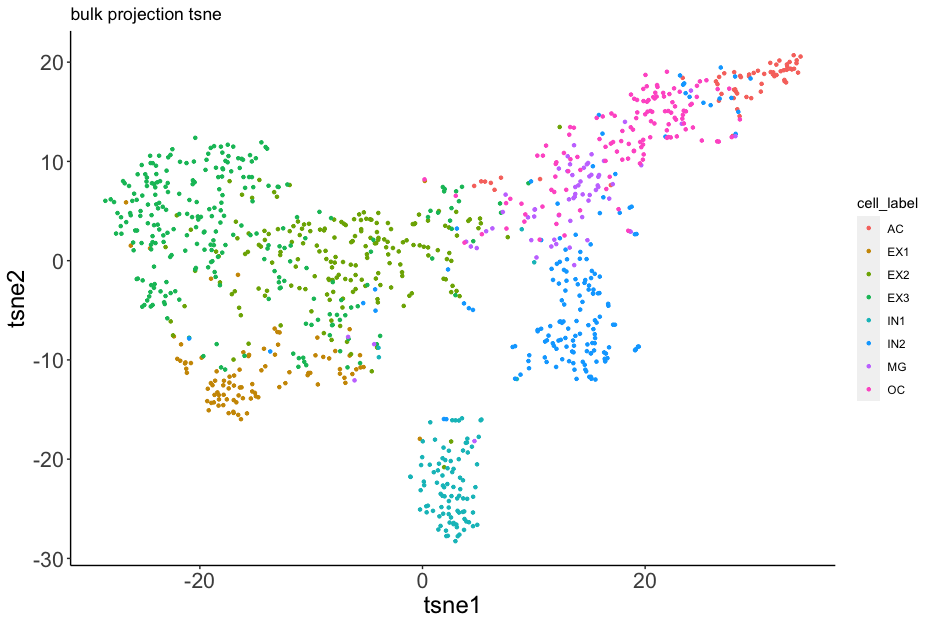 bulk projection tsne
tsne2
20
10
0
-10
-20
-30
-20
0
20
tsne1
cell_label
AC
EX1
EX2
EX3
IN1
IN2
MG
OC